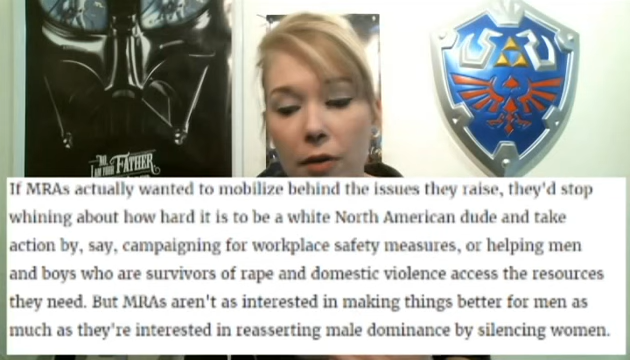 I am your FATHER
If MRAs actually wanted to mobilize behind the issues they raise, they'd stop
whining about how hard it is to be a white North American dude and take
action by, say, campaigning for workplace safety measures, or helping men
and boys who are survivors of rape and domestic violence access the resources
they need. But MRAs aren't as interested in making things better for men as
much as they're interested in reasserting male dominance by silencing women.